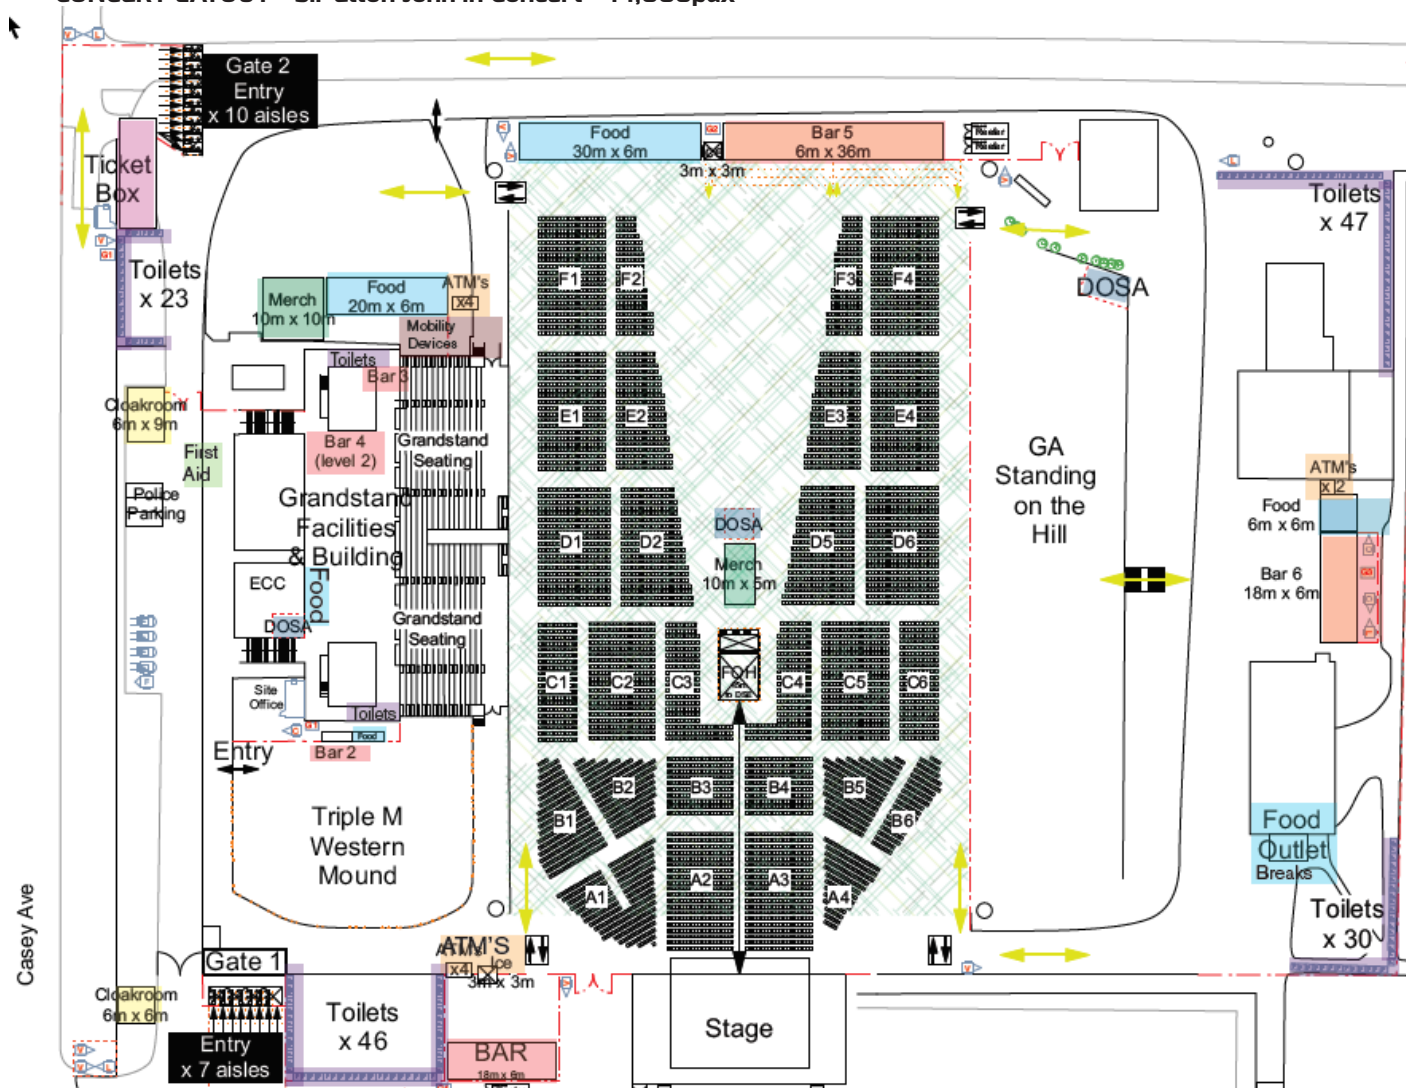 Gate 2
Entry
x 10 aisles
Ticket
Box
Toilets
x 23
Food
30m x 6m
3m x 3m
Bar 5
6m x 36m
Toilets
x 47
Merch
10m x 10m
Food
20m x 6m
ATM's
x4
Mobility
Devices
Toilets
Bar 3
Cloakroom
6m x 9m
Bar 4
(level 2)
First
Aid
Police
Parking
Grandstand
Seating
Grandstand
Facilities
& Building
ECC
Food
DOSA
Grandstand
Seating
Site
Office
Toilets
Food
Bar 2
Entry
Triple M
Western
Mound
Casey Ave
F1
F2
F3
F4
E1
E2
E3
E4
D1
D2
DOSA
D5
D6
Merch
10m x 5m
C1
C2
C3
FOH
C4
C5
C6
B1
B2
B3
B4
B5
B6
A1
A2
A3
A4
DOSA
GA
Standing
on the
Hill
ATM's
x 2
Food
6m x 6m
Bar 6
18m x 6m
Food
Outlet
Breaks
Toilets
x 30
Gate 1
Cloakroom
6m x 6m
Entry
x 7 aisles
Toilets
x 46
ATM'S
x4
Ice
3m x 3m
BAR
18m x 6m
Stage